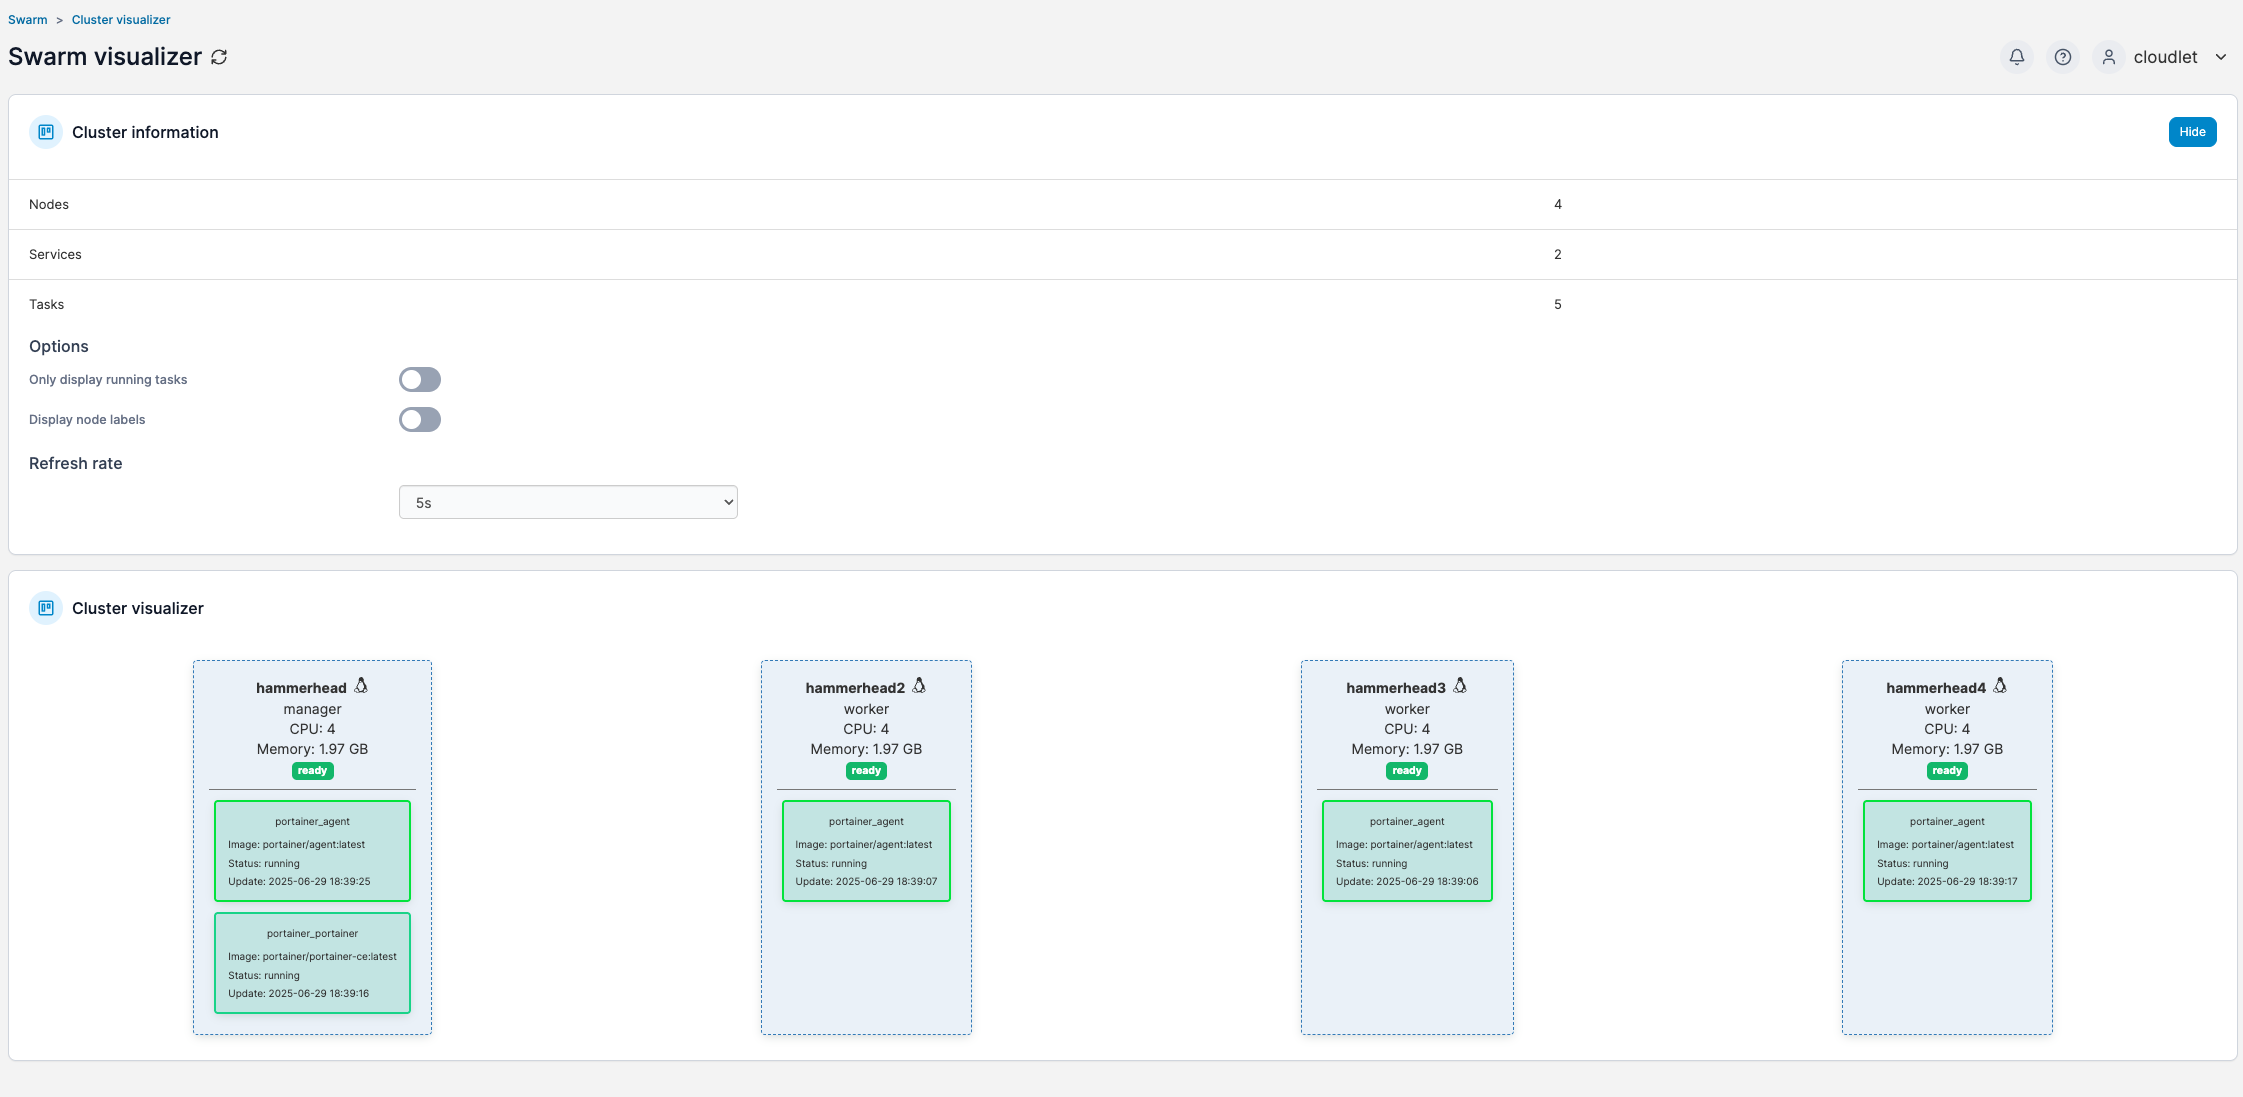 Swarm > Cluster visualizer
Swarm visualizer
cloudlet
Cluster information
Hide
Nodes 4
Services 2
Tasks 5
Options
Only display running tasks
Display node labels
Refresh rate
5s
Cluster visualizer
hammerhead
manager
CPU: 4
Memory: 1.97 GB
ready
portainer_agent
Image: portainer/agent:latest
Status: running
Update: 2025-06-29 18:39:25
portainer_portainer
Image: portainer/portainer-ce:latest
Status: running
Update: 2025-06-29 18:39:16
hammerhead2
worker
CPU: 4
Memory: 1.97 GB
ready
portainer_agent
Image: portainer/agent:latest
Status: running
Update: 2025-06-29 18:39:07
hammerhead3
worker
CPU: 4
Memory: 1.97 GB
ready
portainer_agent
Image: portainer/agent:latest
Status: running
Update: 2025-06-29 18:39:06
hammerhead4
worker
CPU: 4
Memory: 1.97 GB
ready
portainer_agent
Image: portainer/agent:latest
Status: running
Update: 2025-06-29 18:39:17